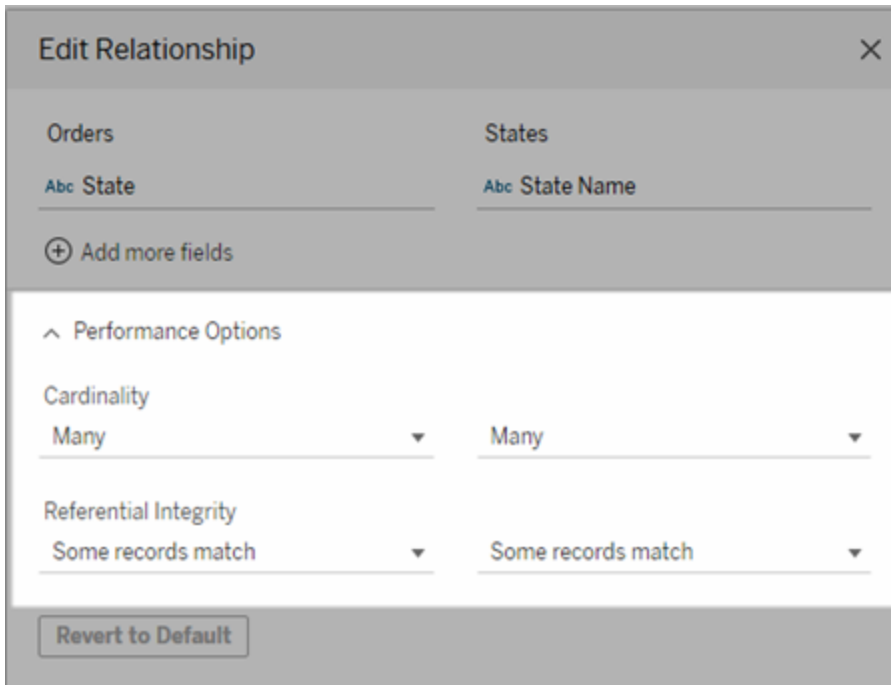 Edit Relationship
Orders States
Abc State Abc State Name
Add more fields
Performance Options
Cardinality
Many Many
Referential Integrity
Some records match Some records match
Revert to Default